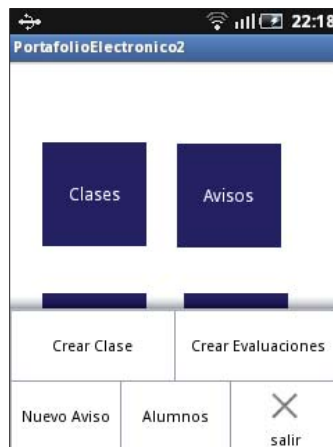 22:18
PortafolioElectronico2
Clases
Avisos
Crear Clase
Crear Evaluaciones
Nuevo Aviso
Alumnos
salir